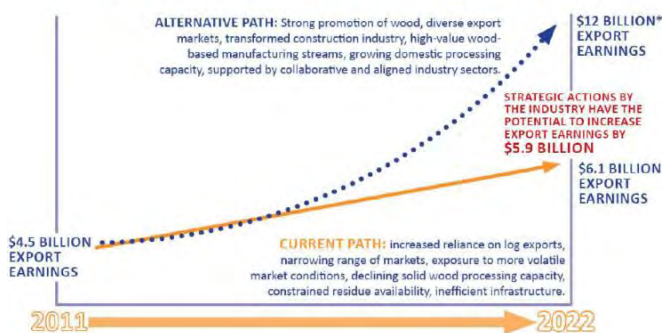 ALTERNATIVE PATH: Strong promotion of wood, diverse export
markets, transformed construction industry, high-value wood-
based manufacturing streams, growing domestic processing
capacity, supported by collaborative and aligned industry sectors.
$12 BILLION*
EXPORT
EARNINGS
STRATEGIC ACTIONS BY
THE INDUSTRY HAVE THE
POTENTIAL TO INCREASE
EXPORT EARNINGS BY
$5.9 BILLION
$6.1 BILLION
EXPORT
EARNINGS
$4.5 BILLION
EXPORT
EARNINGS
CURRENT PATH: increased reliance on log exports,
narrowing range of markets, exposure to more volatile
market conditions, declining solid wood processing capacity,
constrained residue availability, inefficient infrastructure.
2011
2022